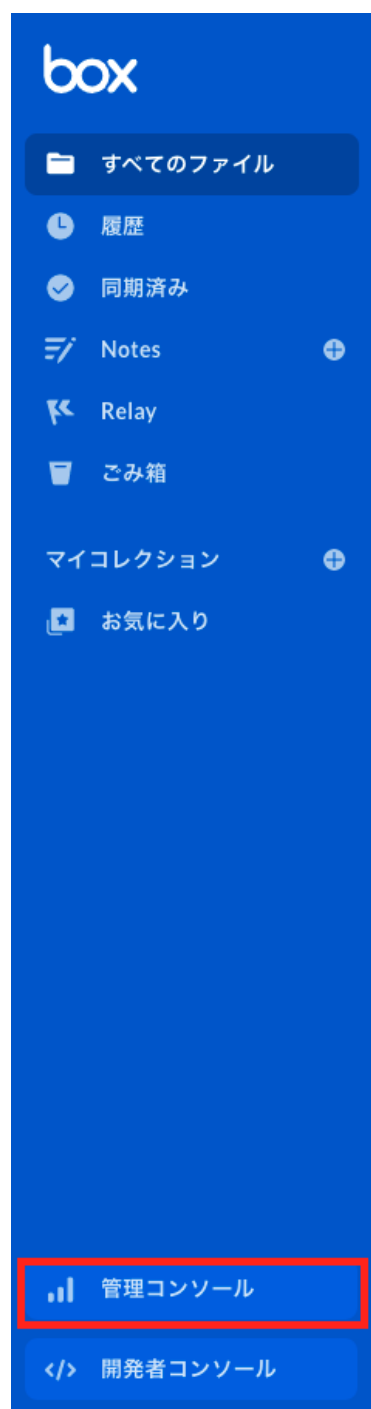 box
すべてのファイル
履歴
同期済み
Notes
Relay
ごみ箱
マイコレクション
お気に入り
管理コンソール
開発者コンソール